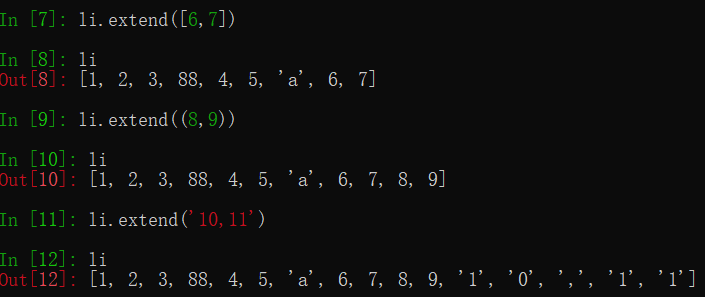 In [7]: li.extend([6,7])
In [8]: li
Out[8]: [1, 2, 3, 88, 4, 5, 'a', 6, 7]
In [9]: li.extend((8,9))
In [10]: li
Out[10]: [1, 2, 3, 88, 4, 5, 'a', 6, 7, 8, 9]
In [11]: li.extend('10,11')
In [12]: li
Out[12]: [1, 2, 3, 88, 4, 5, 'a', 6, 7, 8, 9, '1', '0', ',', '1', '1']